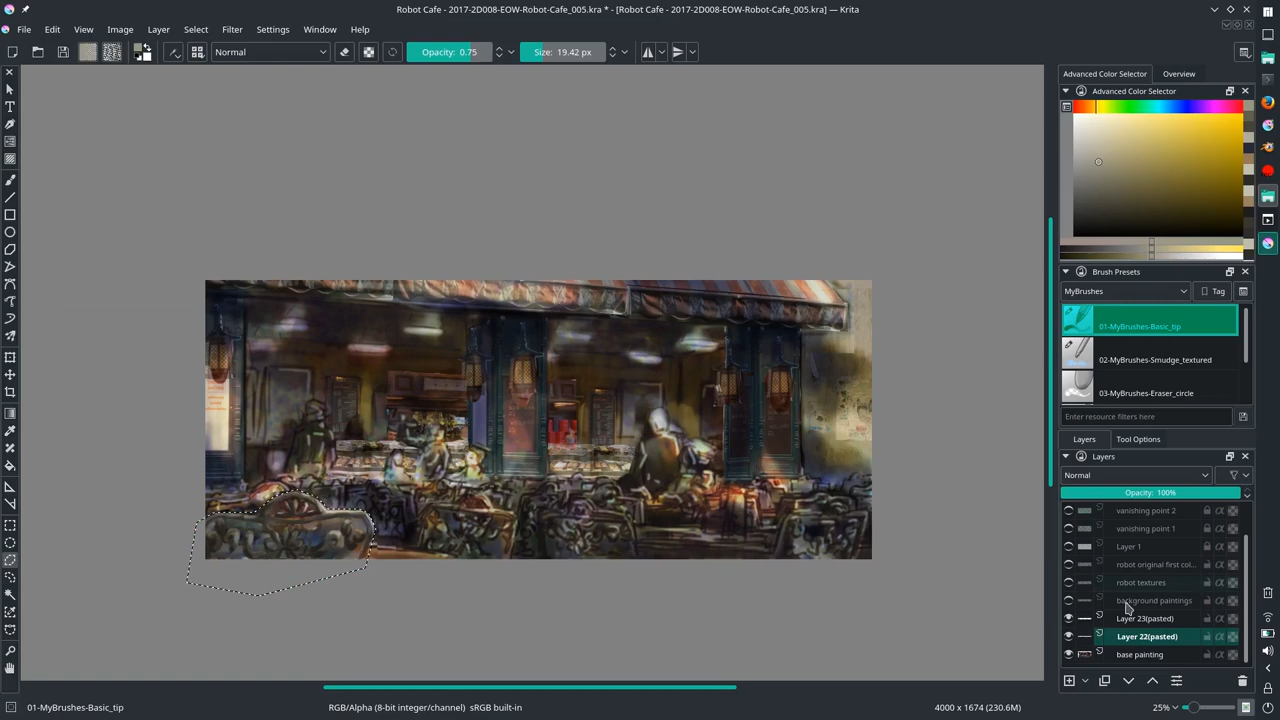 Robot Cafe - 2017-2D008-EOW-Robot-Cafe_005.kra * - [Robot Cafe - 2017-2D008-EOW-Robot-Cafe_005.kra] — Krita
File Edit View Image Layer Select Filter Settings Tools Window Help
Normal Opacity: 0.75 Size: 19.42 px
Advanced Color Selector Overview
Advanced Color Selector
Brush Presets
MyBrushes Tag
01-MyBrushes-Basic_tip
02-MyBrushes-Smudge_textured
03-MyBrushes-Eraser_circle
Enter resource filters here
Layers Tool Options
Layers
Normal
Opacity: 100%
vanishing point 2
vanishing point 1
Layer 1
robot original first col...
robot textures
background paintings
Layer 23(pasted)
Layer 22(pasted)
base painting
01-MyBrushes-Basic_tip RGB/Alpha (8-bit integer/channel) sRGB built-in 4000 x 1674 (230.6M) 25%